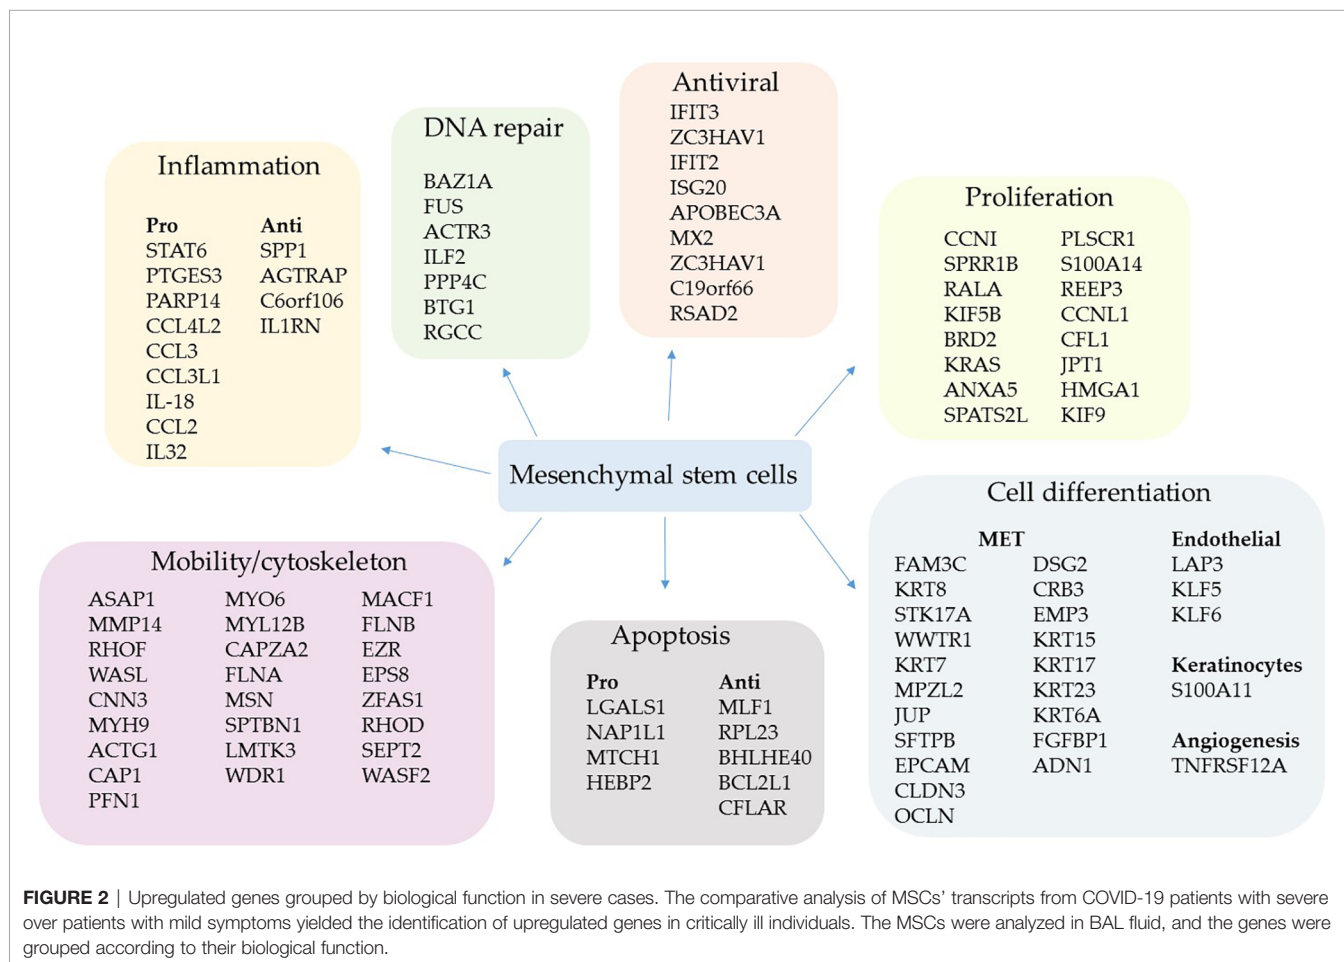 Inflammation
Pro Anti
STAT6 SPP1
PTGES3 AGTRAP
PARP14 C6orf106
CCL4L2 IL1RN
CCL3
CCL3L1
IL-18
CCL2
IL32
DNA repair
BAZ1A
FUS
ACTR3
ILF2
PPP4C
BTG1
RGCC
Antiviral
IFIT3
ZC3HAV1
IFIT2
ISG20
APOBEC3A
MX2
ZC3HAV1
C19orf66
RSAD2
Proliferation
CCNI PLSCR1
SPRR1B S100A14
RALA REEP3
KIF5B CCNL1
BRD2 CFL1
KRAS JPT1
ANXA5 HMGA1
SPATS2L KIF9
Mesenchymal stem cells
Mobility/cytoskeleton
ASAP1 MYO6 MACF1
MMP14 MYL12B FLNB
RHOF CAPZA2 EZR
WASL FLNA EPS8
CNN3 MSN ZFAS1
MYH9 SPTBN1 RHOD
ACTG1 LMTK3 SEPT2
CAP1 WDR1 WASF2
PFN1
Apoptosis
Pro Anti
LGALS1 MLF1
NAP1L1 RPL23
MTCH1 BHLHE40
HEBP2 BCL2L1
CFLAR
Cell differentiation
MET Endothelial
FAM3C DSG2 LAP3
KRT8 CRB3 KLF5
STK17A EMP3 KLF6
WWTR1 KRT15
KRT7 KRT17 Keratinocytes
MPZL2 KRT23 S100A11
JUP KRT6A
SFTPB FGFBP1 Angiogenesis
EPCAM ADN1 TNFRSF12A
CLDN3
OCLN
FIGURE 2 | Upregulated genes grouped by biological function in severe cases. The comparative analysis of MSCs’ transcripts from COVID-19 patients with severe
over patients with mild symptoms yielded the identification of upregulated genes in critically ill individuals. The MSCs were analyzed in BAL fluid, and the genes were
grouped according to their biological function.